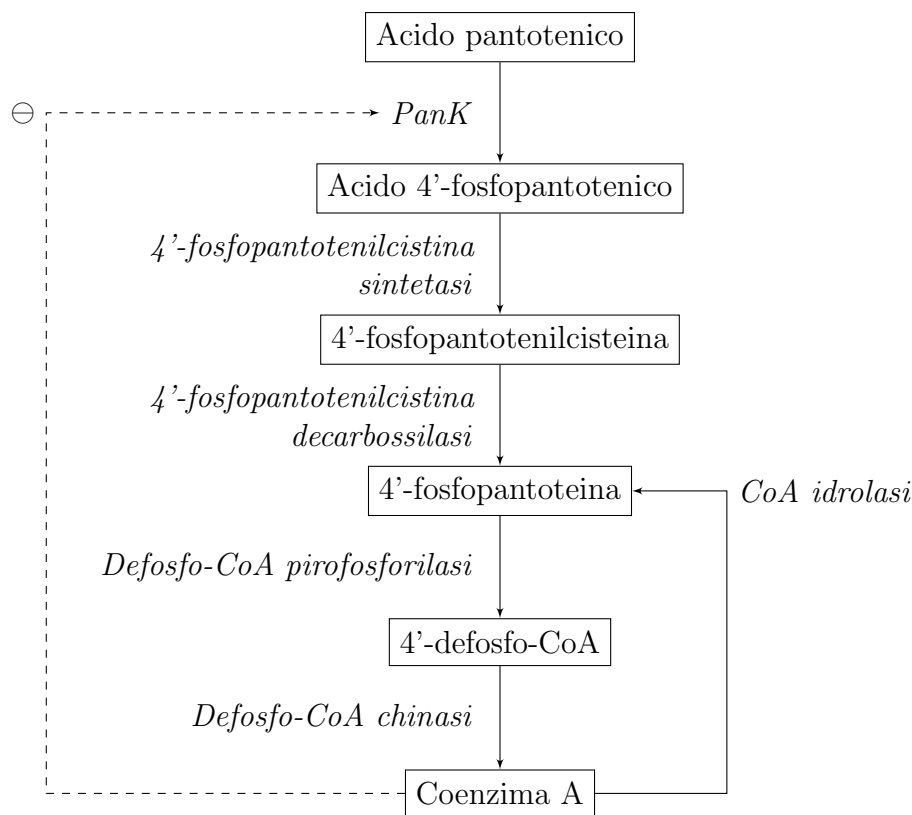 Acido pantotenico
⊖
PanK
Acido 4'-fosfopantotenico
4'-fosfopantotenilcistina
sintetasi
4'-fosfopantotenilcisteina
4'-fosfopantotenilcistina
decarbossilasi
4'-fosfopantoteina
CoA idrolasi
Defosfo-CoA pirofosforilasi
4'-defosfo-CoA
Defosfo-CoA chinasi
Coenzima A